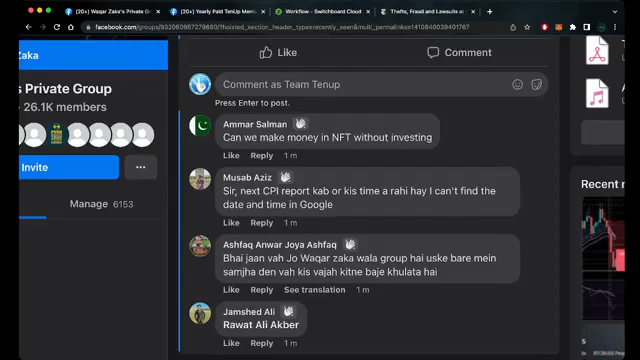 (20+) Waqar Zaka's Private Gr
(20+) Yearly Paid TenUp Memb
Workflow - Switchboard Cloud
Thefts, Fraud and Lawsuits at
facebook.com/groups/932060957279680/?hoisted_section_header_type=recently_seen&multi_permalinks=1410840039401767
Zaka
's Private Group
26.1K members
Invite
Manage 6153
Like
Comment
Comment as Team Tenup
Press Enter to post.
Ammar Salman
Can we make money in NFT without investing
Like Reply 1 m
Musab Aziz
Sir, next CPI report kab or kis time a rahi hay I can't find the
date and time in Google
Like Reply 1 m
Ashfaq Anwar Joya Ashfaq
Bhai jaan vah Jo Waqar zaka wala group hai uske bare mein
samjha den vah kis vajah kitne baje khulata hai
Like Reply See translation 1 m
Jamshed Ali
Rawat Ali Akber
Like Reply 1 m
Recent r